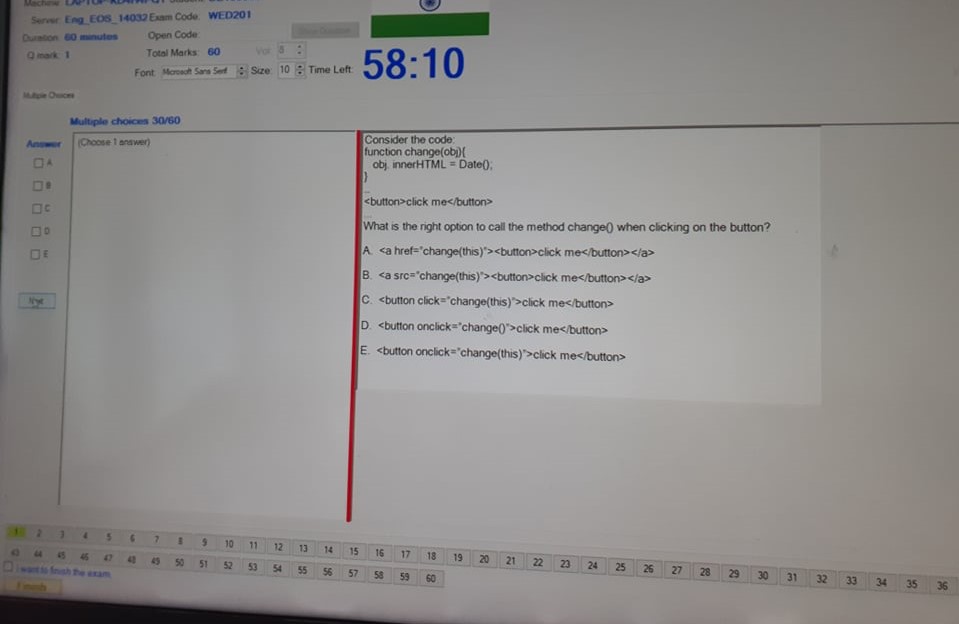 Machine
Server: Eng_EOS_14032 Exam Code: WED201
Duration: 60 minutes Open Code:
Q mark: 1 Total Marks: 60 Vol: 8
Font: Microsoft Sans Serif Size: 10 Time Left: 58:10
Multiple Choices
Multiple choices 30/60
Answer
(Choose 1 answer)
A
B
C
D
E
Next
Consider the code:
function change(obj){
obj. innerHTML = Date();
}
...
<button>click me</button>
...
What is the right option to call the method change() when clicking on the button?
A. <a href="change(this)"><button>click me</button></a>
B. <a src="change(this)"><button>click me</button></a>
C. <button click="change(this)">click me</button>
D. <button onclick="change()">click me</button>
E. <button onclick="change(this)">click me</button>
1 2 3 4 5 6 7 8 9 10 11 12 13 14 15 16 17 18 19 20 21 22 23 24 25 26 27 28 29 30 31 32 33 34 35 36
43 44 45 46 47 48 49 50 51 52 53 54 55 56 57 58 59 60
I want to finish the exam
Finish